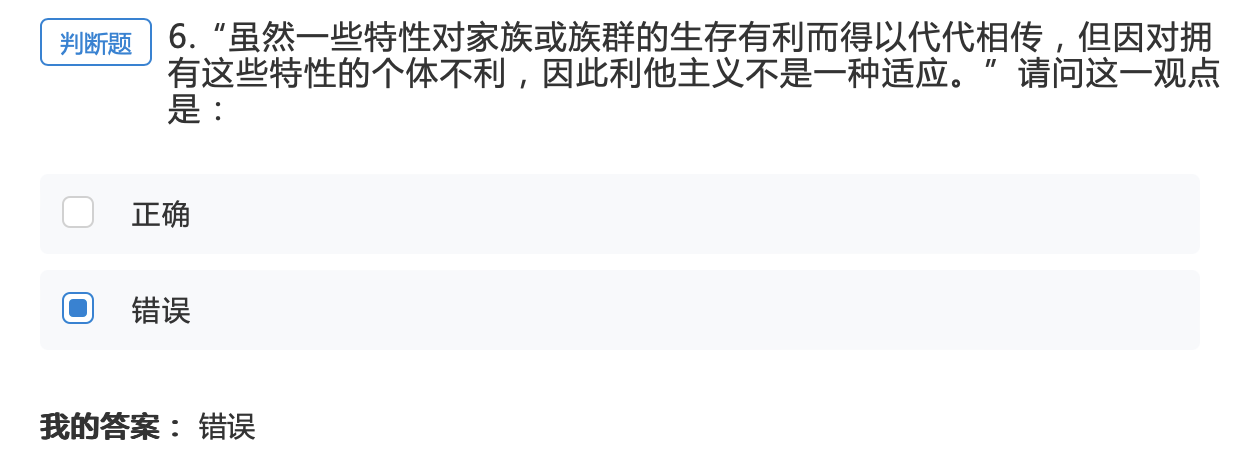 判断题 6.“虽然一些特性对家族或族群的生存有利而得以代代相传，但因对拥
有这些特性的个体不利，因此利他主义不是一种适应。” 请问这一观点
是：
正确
错误
我的答案： 错误